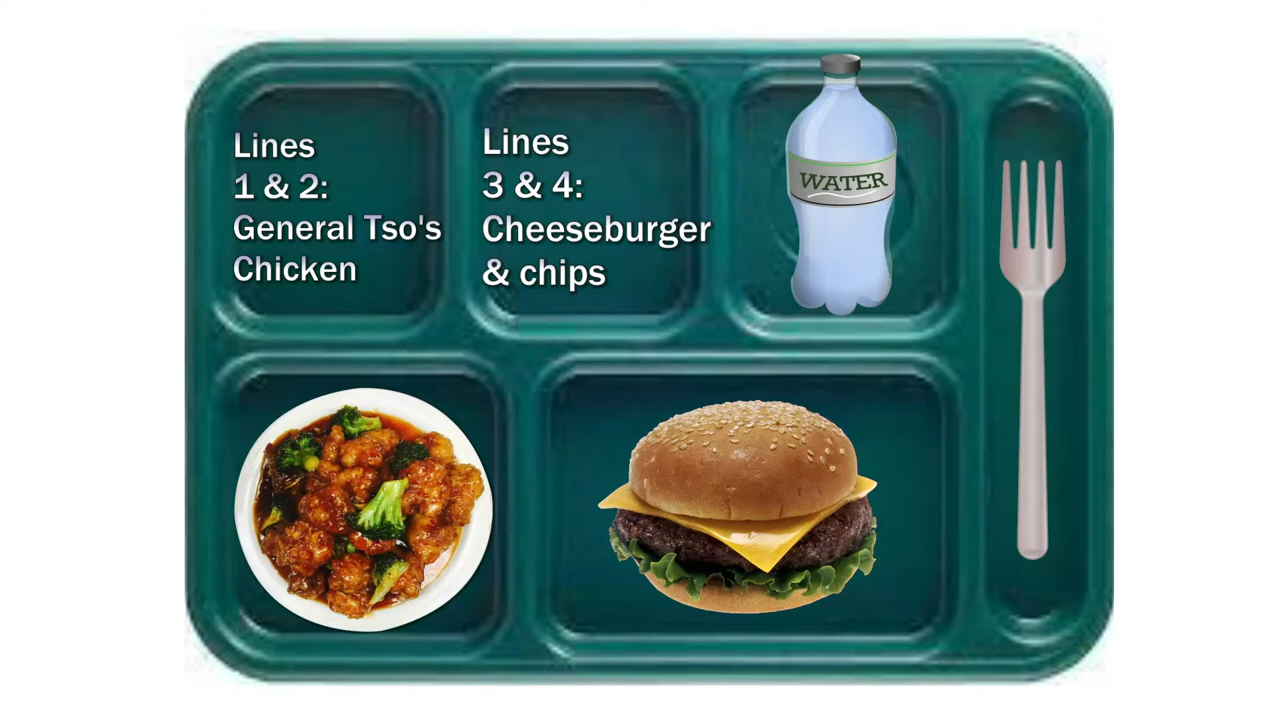 Lines
1 & 2:
General Tso's
Chicken
Lines
3 & 4:
Cheeseburger
& chips
WATER